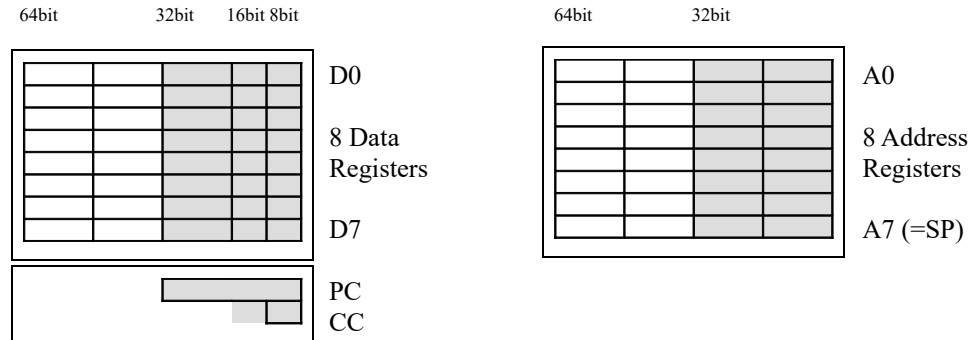 64bit 32bit 16bit 8bit
D0
8 Data
Registers
D7
PC
CC
64bit 32bit
A0
8 Address
Registers
A7 (=SP)